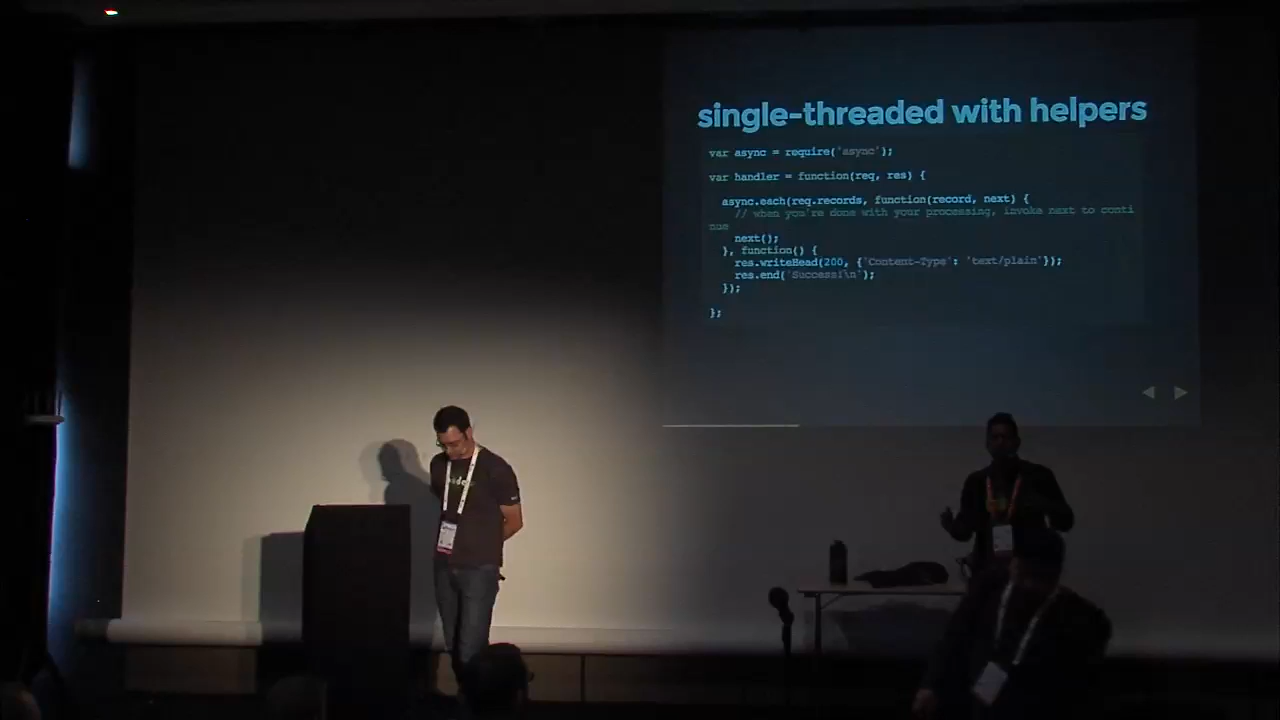 single-threaded with helpers
var async = require('async');
var handler = function(req, res) {
async.each(req.records, function(record, next) {
// when you're done with your processing, invoke next to conti
nue
next();
}, function() {
res.writeHead(200, {'Content-Type': 'text/plain'});
res.end('Success!\n');
});
};